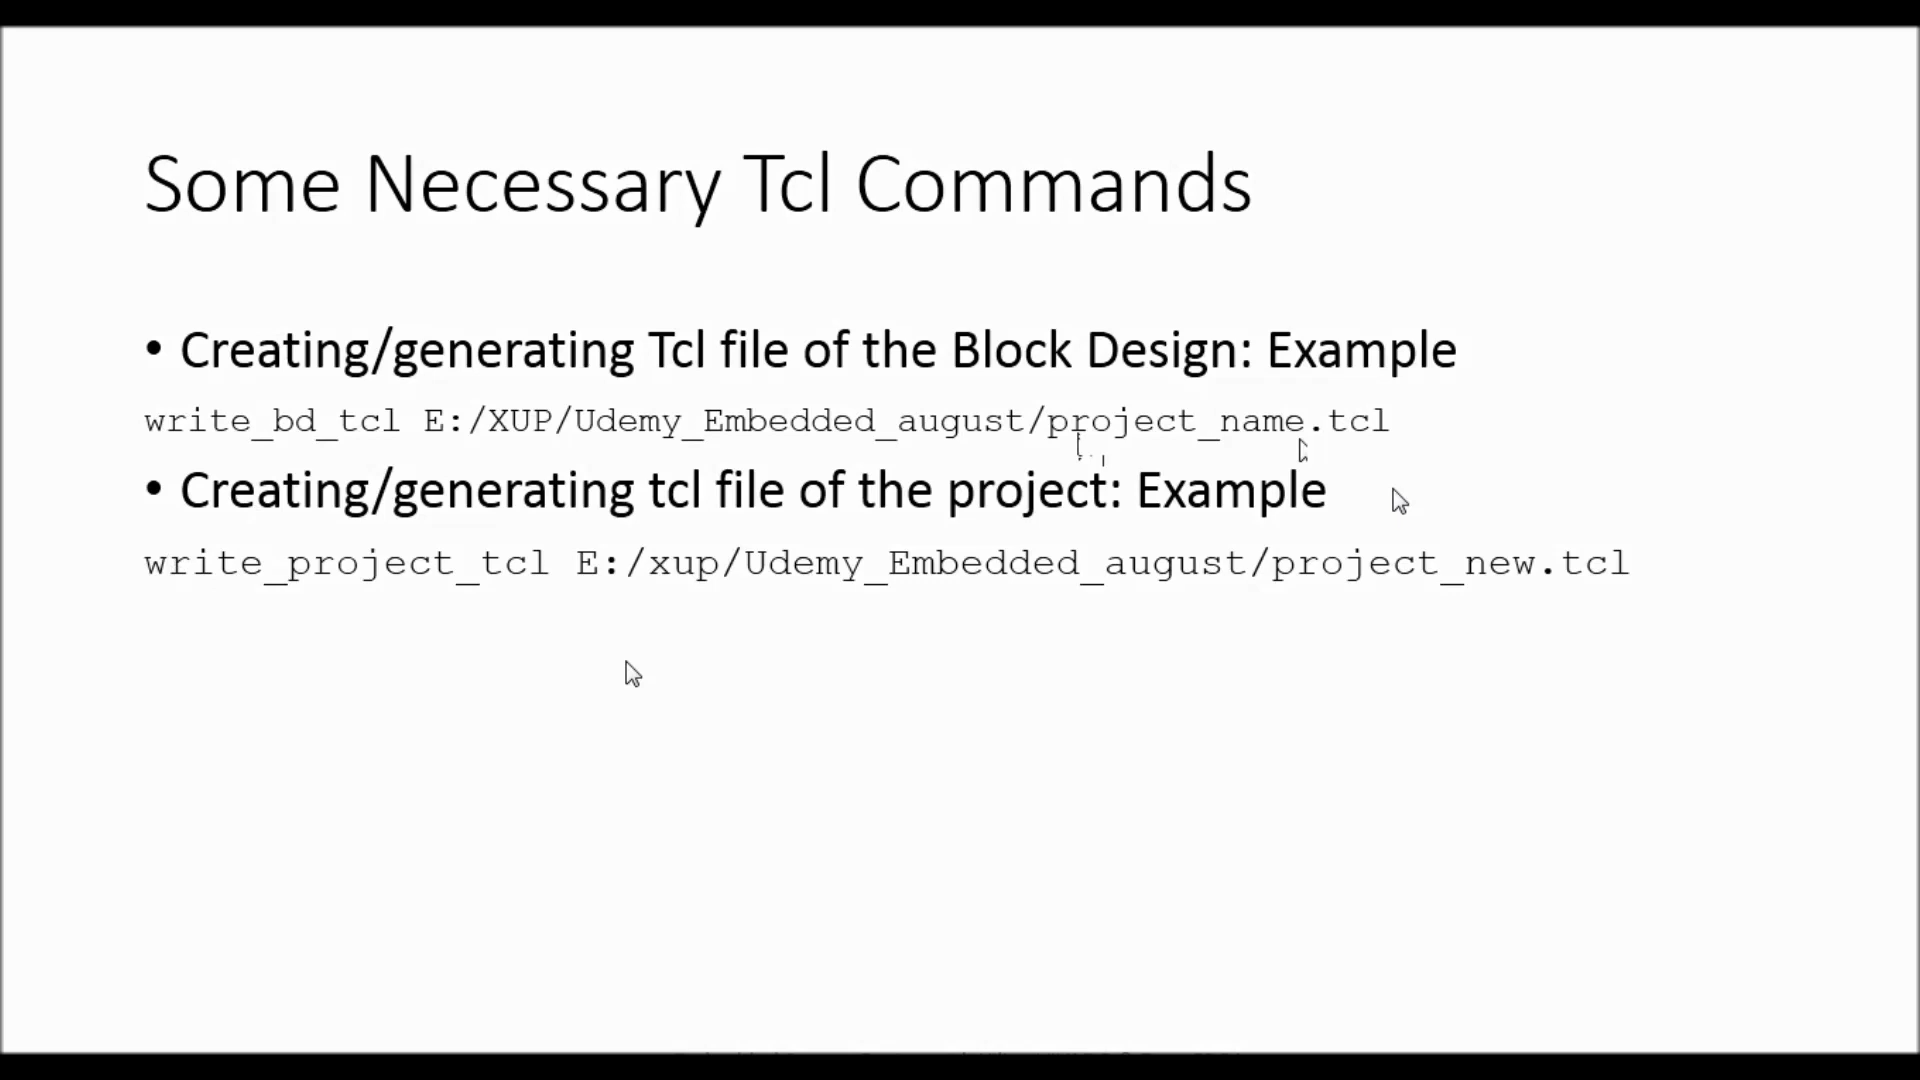 Some Necessary Tcl Commands
• Creating/generating Tcl file of the Block Design: Example
write_bd_tcl E:/XUP/Udemy_Embedded_august/project_name.tcl
• Creating/generating tcl file of the project: Example
write_project_tcl E:/xup/Udemy_Embedded_august/project_new.tcl